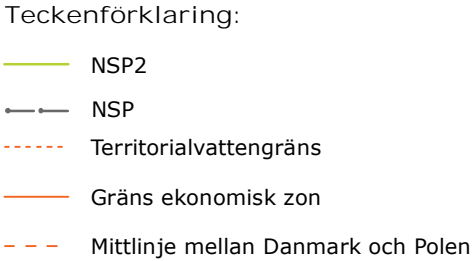 Teckenförklaring:
NSP2
NSP
Territorialvattengräns
Gräns ekonomisk zon
Mittlinje mellan Danmark och Polen